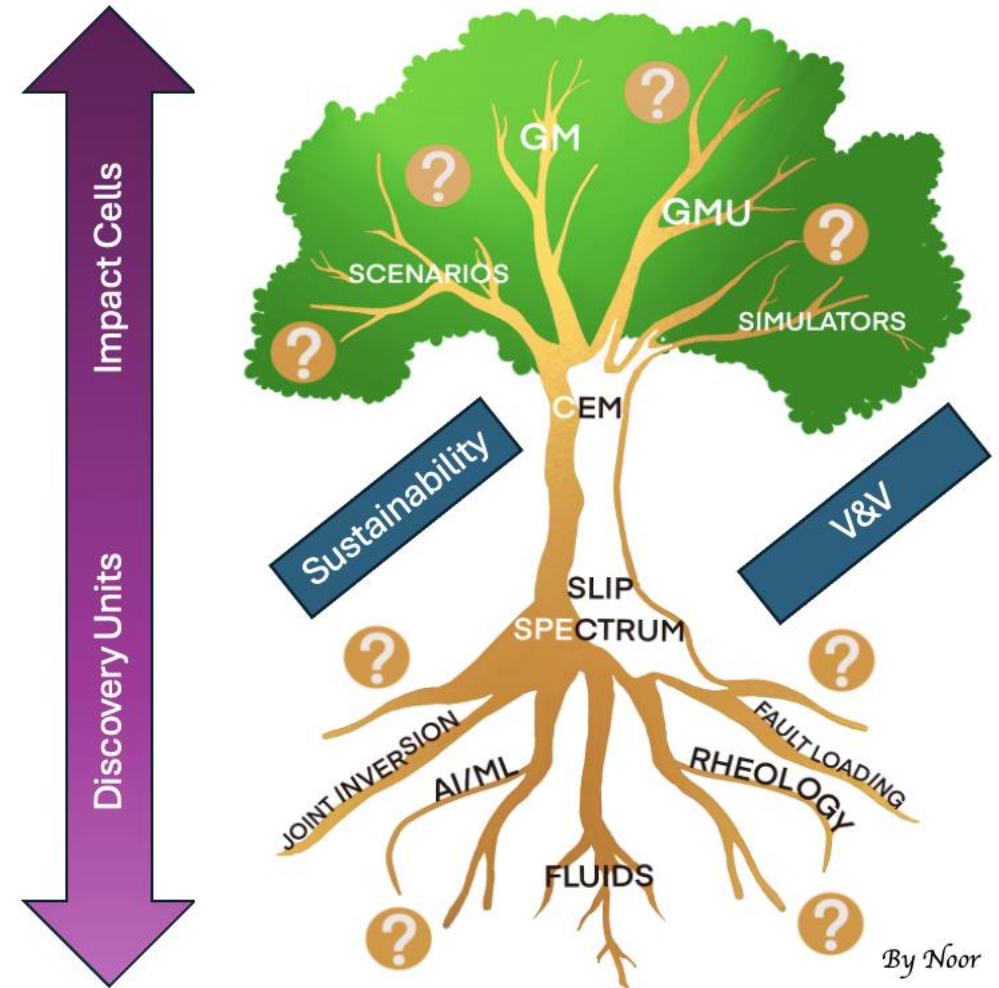 Impact Cells
Discovery Units
?
GM
?
GMU
?
SCENARIOS
SIMULATORS
?
CEM
Sustainability
V&V
SLIP
SPECTRUM
?
?
JOINT INVERSION
AI/ML
FLUIDS
RHEOLOGY
FAULT LOADING
?
?
By Noor